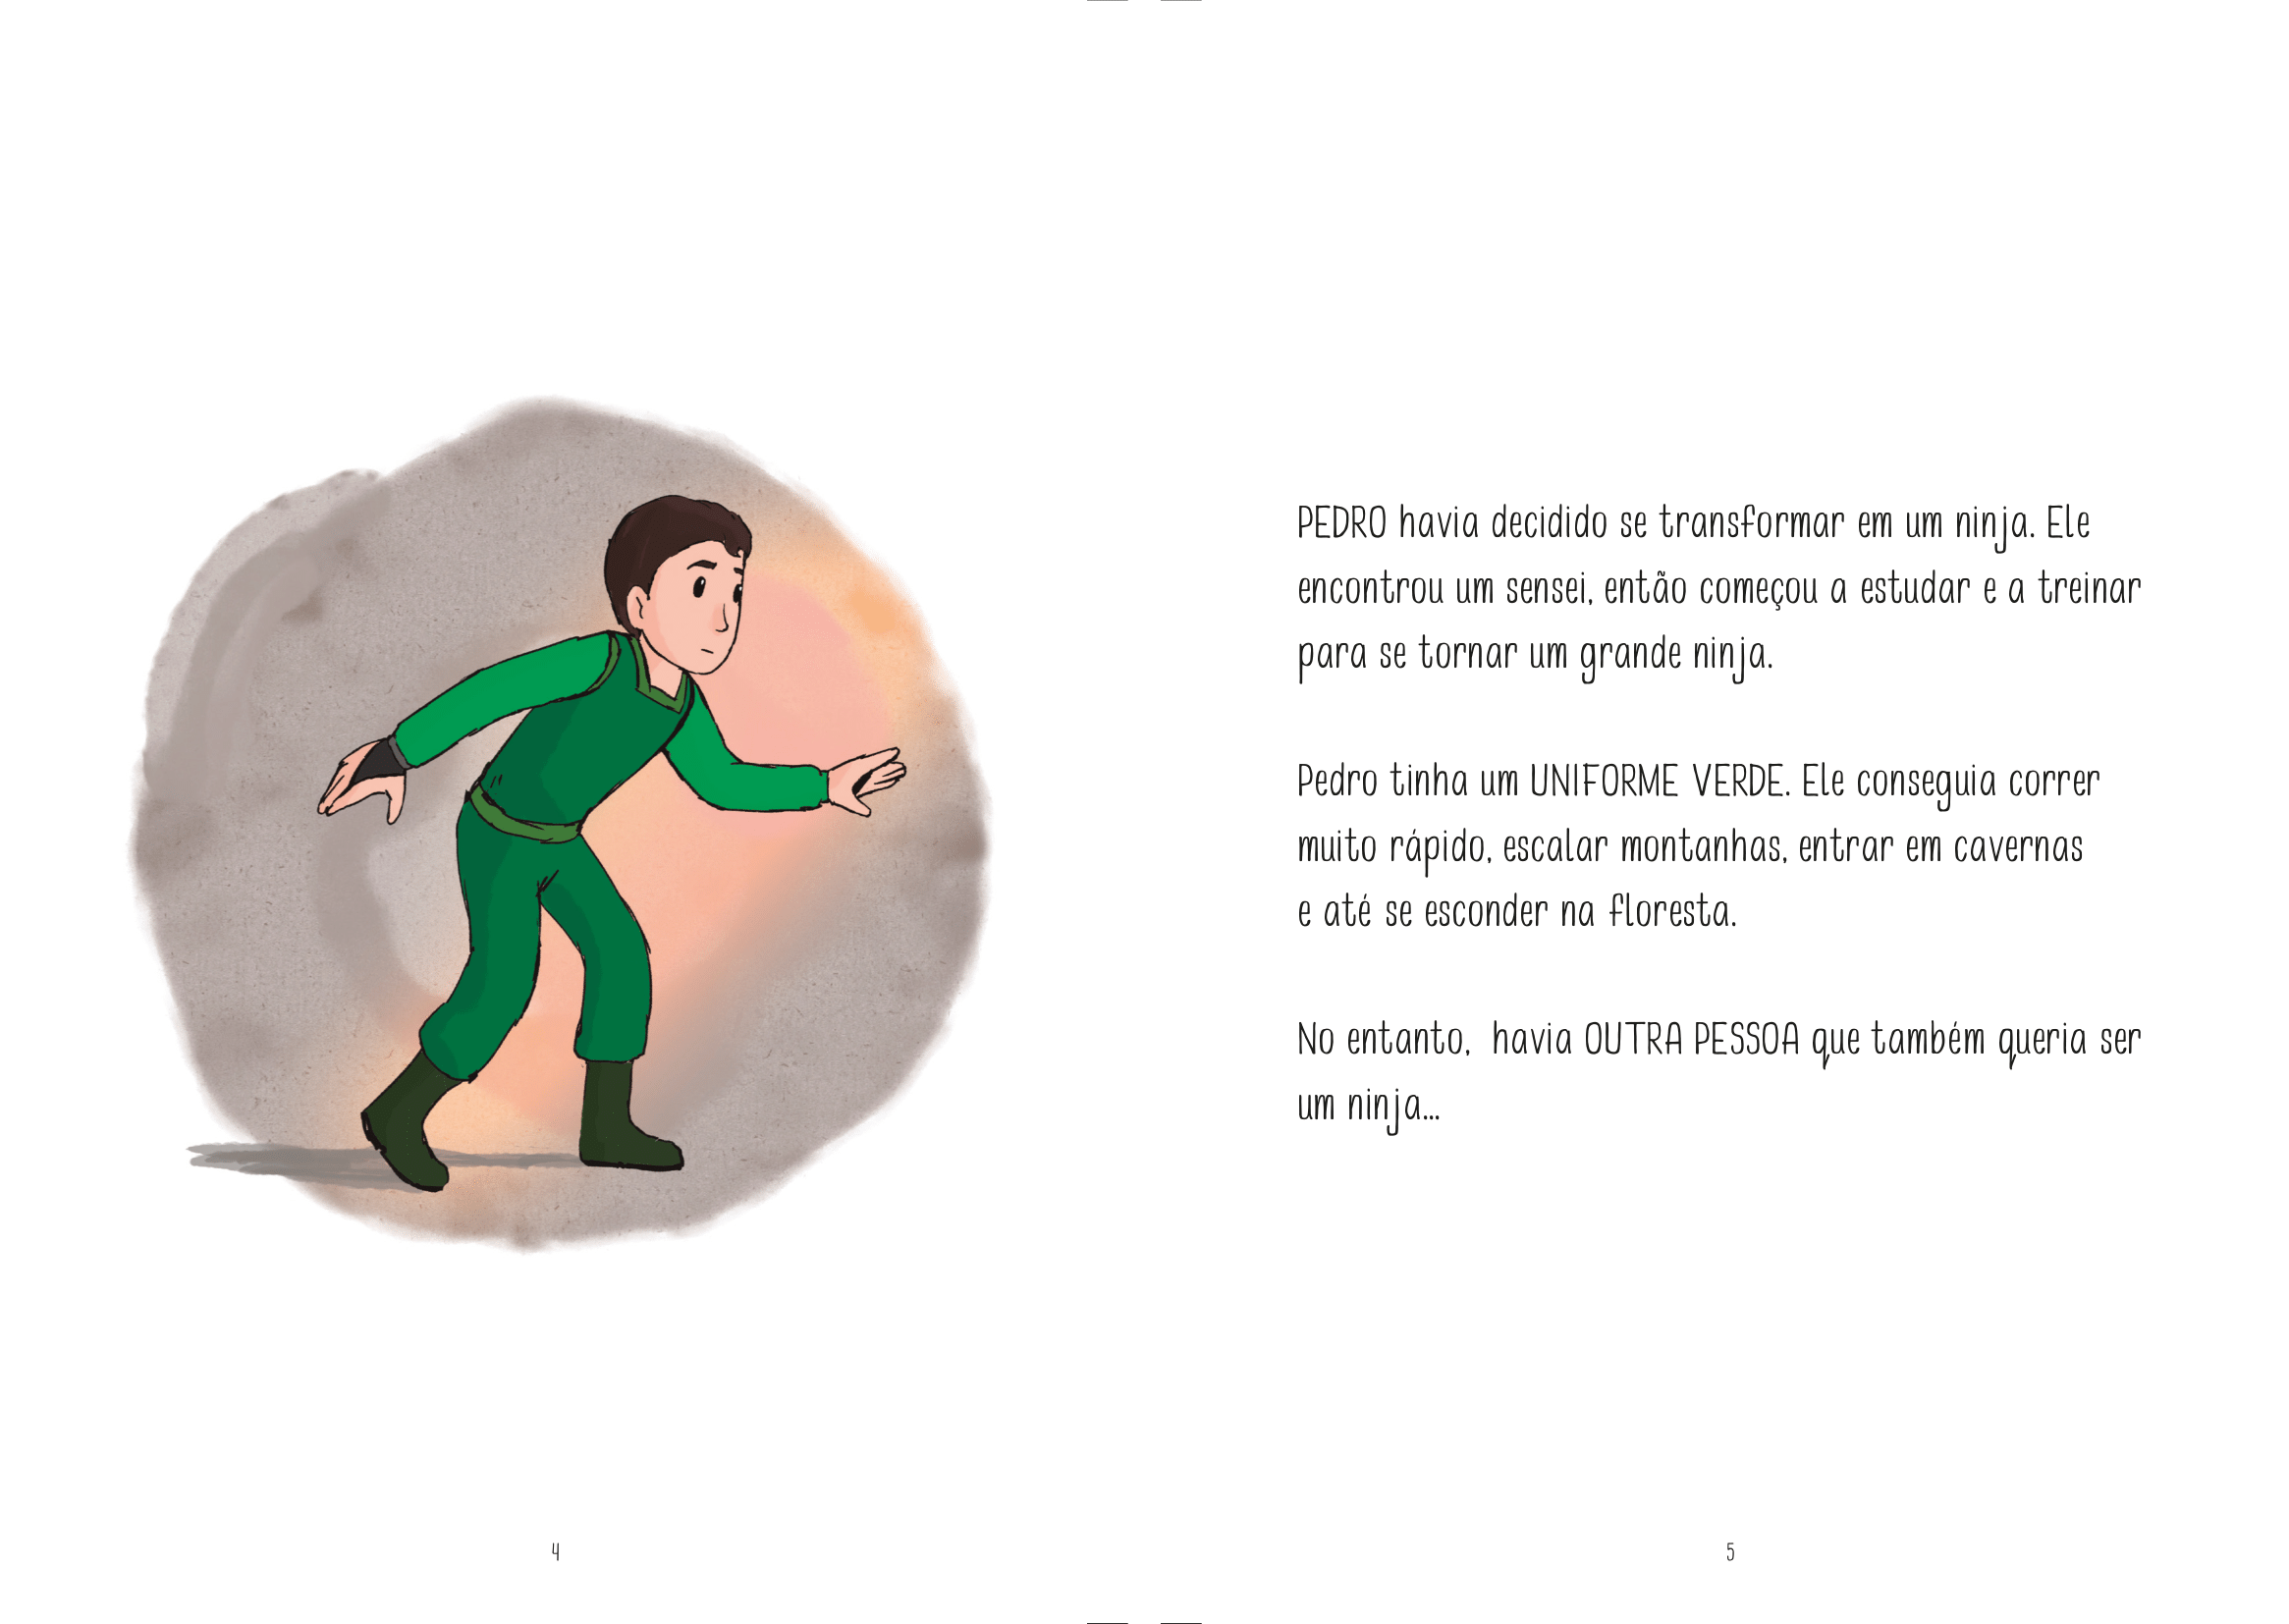 PEDRO havia decidido se transformar em um ninja. Ele
encontrou um sensei, então começou a estudar e a treinar
para se tornar um grande ninja.
Pedro tinha um UNIFORME VERDE. Ele conseguia correr
muito rápido, escalar montanhas, entrar em cavernas
e até se esconder na floresta.
No entanto,  havia OUTRA PESSOA que também queria ser
um ninja...
4
5